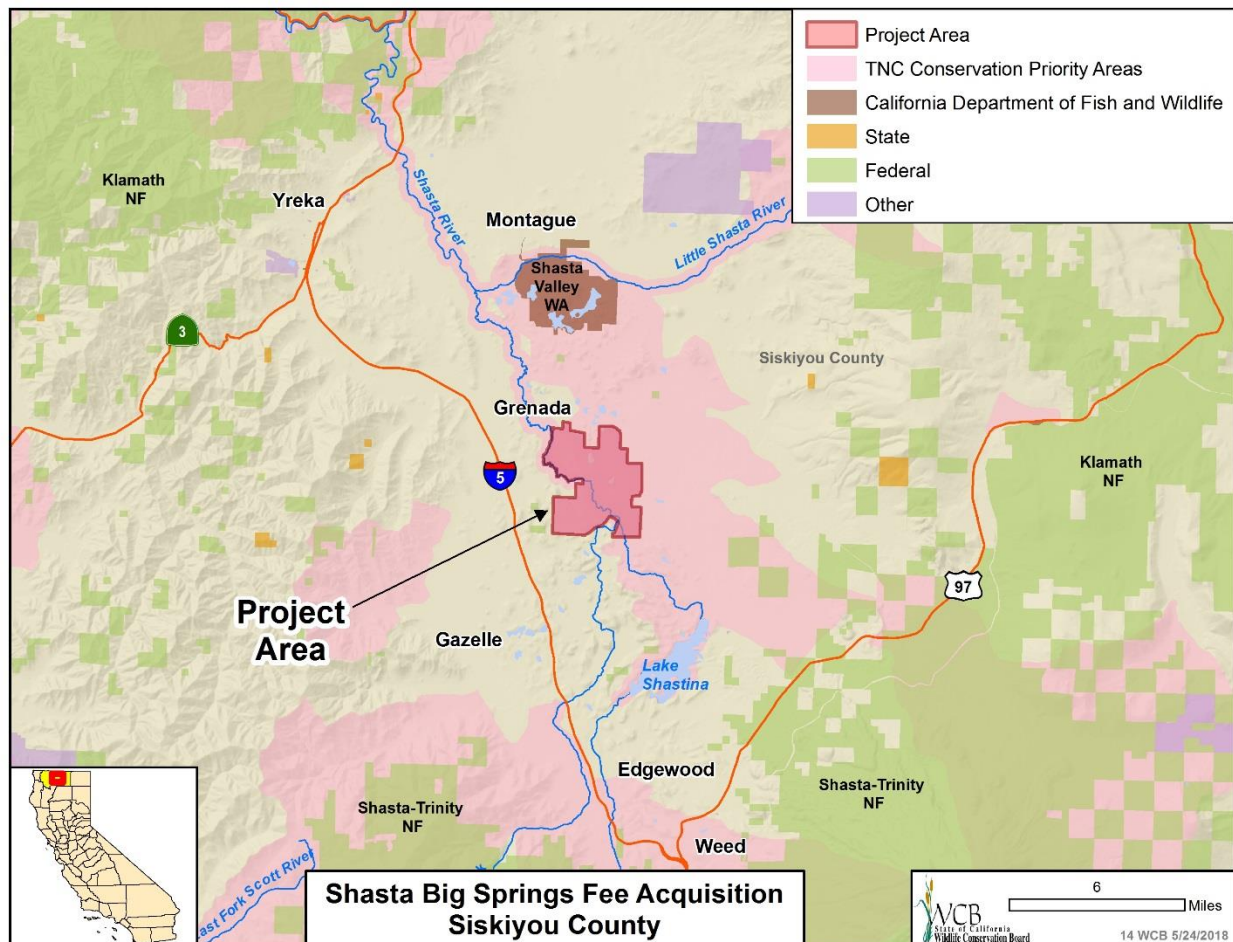 Project Area
TNC Conservation Priority Areas
California Department of Fish and Wildlife
State
Federal
Other
Klamath
NF
Yreka
Shasta River
Montague
Little Shasta River
Shasta
Valley
WA
3
Siskiyou County
Grenada
5
Klamath
NF
97
Project
Area
Gazelle
Lake
Shastina
Edgewood
Shasta-Trinity
NF
Shasta-Trinity
NF
Weed
Fork Scott River
Shasta Big Springs Fee Acquisition
Siskiyou County
WCB
State of California
Wildlife Conservation Board
6
Miles
14 WCB 5/24/2018